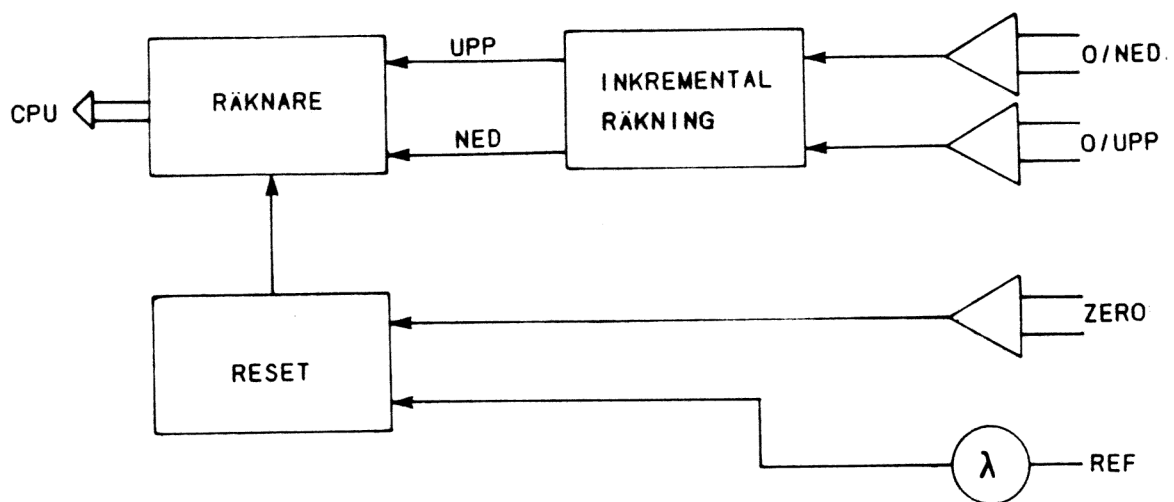 UPP
INKREMENTAL
RÄKNING
O/NED.
CPU
RÄKNARE
NED
O/UPP
RESET
ZERO
λ
REF